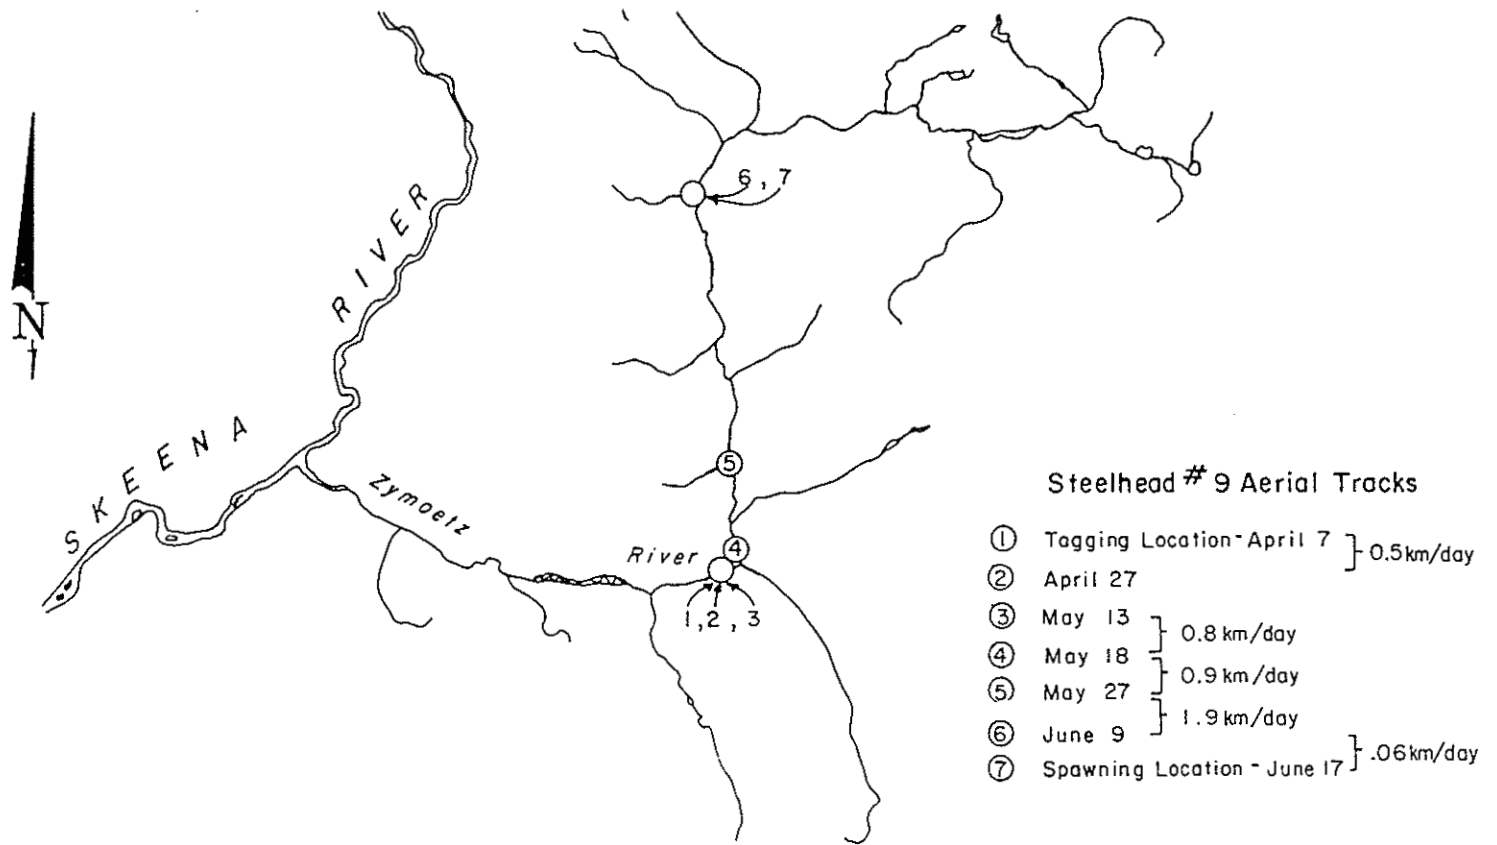 6, 7
SKEENA RIVER
N
5
Zymoetz
River
4
1, 2, 3
Steelhead #9 Aerial Tracks
1 Tagging Location - April 7
0.5 km/day
2 April 27
3 May 13
0.8 km/day
4 May 18
0.9 km/day
5 May 27
1.9 km/day
6 June 9
.06 km/day
7 Spawning Location - June 17